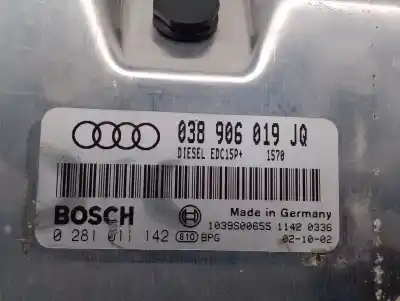 038 906 019 JQ
DIESEL EDC15P+ 1570
BOSCH Made in Germany
1039S00655 1142 0336
0 281 011 142 810 BPG 02-10-02